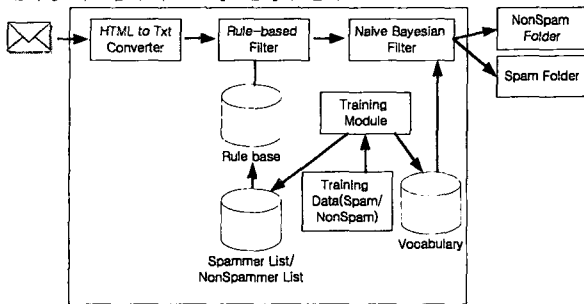 HTML to Txt
Converter
Rule-based
Filter
Naive Bayesian
Filter
NonSpam
Folder
Spam Folder
Training
Module
Rule base
Training
Data(Spam/
NonSpam)
Spammer List/
NonSpammer List
Vocabulary